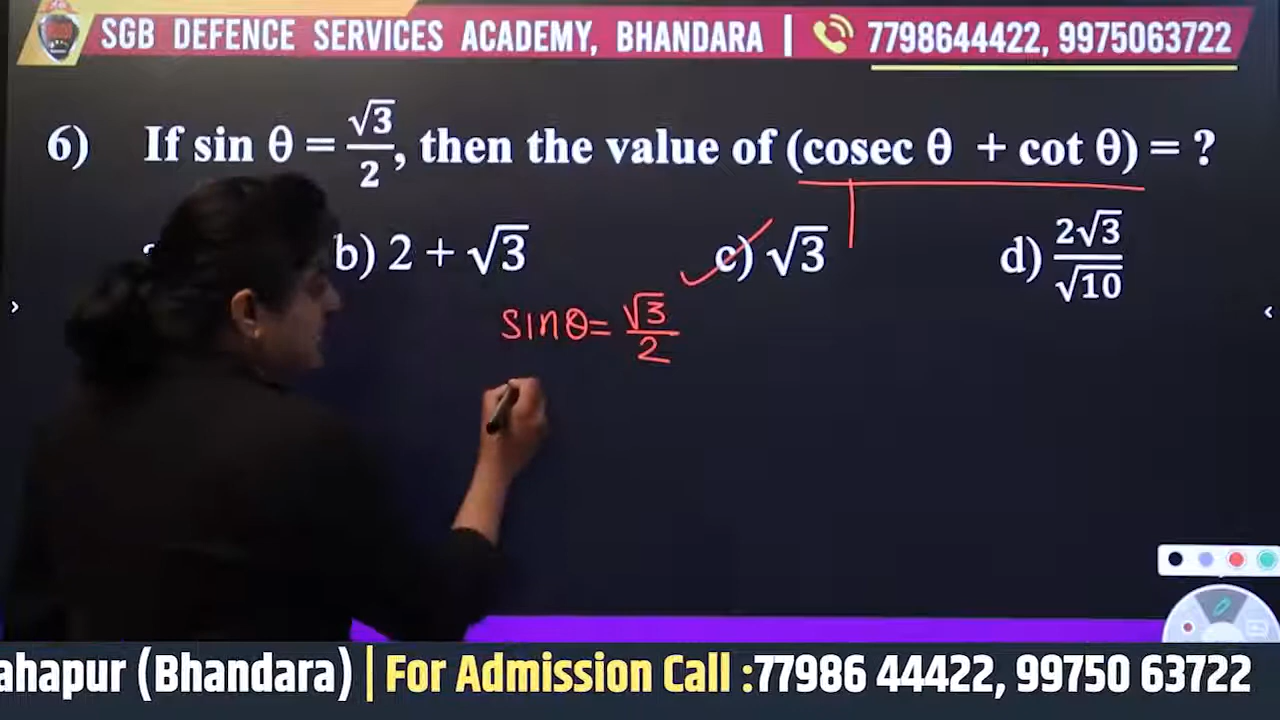 SGB DEFENCE SERVICES ACADEMY, BHANDARA | 7798644422, 9975063722
6) If sin θ = √3/2, then the value of (cosec θ + cot θ) = ?
b) 2 + √3 c) √3 d) 2√3/√10
sinθ= √3/2
ahapur (Bhandara) | For Admission Call :77986 44422, 99750 63722